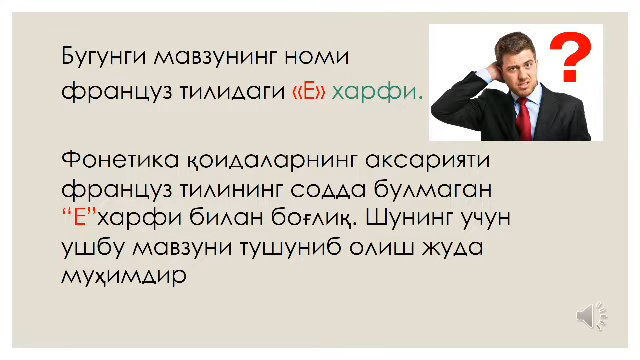 Бугунги мавзунинг номи
француз тилидаги «Е» харфи.
?
Фонетика қоидаларнинг аксарияти
француз тилининг содда булмаган
“Е”харфи билан боғлиқ. Шунинг учун
ушбу мавзуни тушуниб олиш жуда
муҳимдир